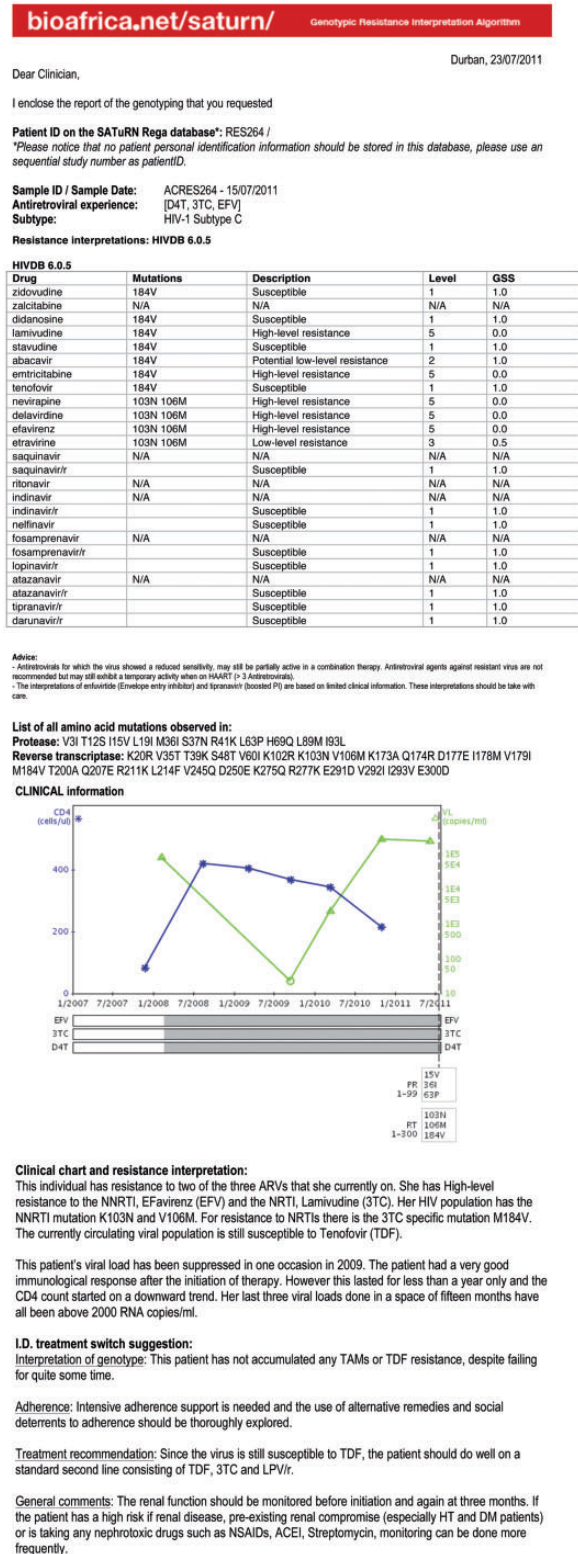 bioafrica.net/saturn/ Genotypic Resistance Interpretation Algorithm
Durban, 23/07/2011
Dear Clinician,
I enclose the report of the genotyping that you requested
Patient ID on the SATuRN Rega database*: RES264 /
*Please notice that no patient personal identification information should be stored in this database, please use an
sequential study number as patientID.
Sample ID / Sample Date: ACRES264 - 15/07/2011
Antiretroviral experience: [D4T, 3TC, EFV]
Subtype: HIV-1 Subtype C
Resistance interpretations: HIVDB 6.0.5
HIVDB 6.0.5
Drug Mutations Description Level GSS
zidovudine 184V Susceptible 1 1.0
zalcitabine N/A N/A N/A N/A
didanosine 184V Susceptible 1 1.0
lamivudine 184V High-level resistance 5 0.0
stavudine 184V Susceptible 1 1.0
abacavir 184V Potential low-level resistance 2 1.0
emtricitabine 184V High-level resistance 5 0.0
tenofovir 184V Susceptible 1 1.0
nevirapine 103N 106M High-level resistance 5 0.0
delavirdine 103N 106M High-level resistance 5 0.0
efavirenz 103N 106M High-level resistance 5 0.0
etravirine 103N 106M Low-level resistance 3 0.5
saquinavir N/A N/A N/A N/A
saquinavir/r Susceptible 1 1.0
ritonavir N/A N/A N/A N/A
indinavir N/A N/A N/A N/A
indinavir/r Susceptible 1 1.0
nelfinavir Susceptible 1 1.0
fosamprenavir N/A N/A N/A N/A
fosamprenavir/r Susceptible 1 1.0
lopinavir/r Susceptible 1 1.0
atazanavir N/A N/A N/A N/A
atazanavir/r Susceptible 1 1.0
tipranavir/r Susceptible 1 1.0
darunavir/r Susceptible 1 1.0
Advice:
- Antiretrovirals for which the virus showed a reduced sensitivity, may still be partially active in a combination therapy. Antiretroviral agents against resistant virus are not
recommended but may still exhibit a temporary activity when on HAART (> 3 Antiretrovirals).
- The interpretations of enfuvirtide (Envelope entry inhibitor) and tipranavir/r (boosted PI) are based on limited clinical information. These interpretations should be take with
care.
List of all amino acid mutations observed in:
Protease: V3I T12S I15V L19I M36I S37N R41K L63P H69Q L89M I93L
Reverse transcriptase: K20R V35T T39K S48T V60I K102R K103N V106M K173A Q174R D177E I178M V179I
M184V T200A Q207E R211K L214F V245Q D250E K275Q R277K E291D V292I I293V E300D
CLINICAL information
CD4 VL
(cells/ul) (copies/ml)
1E5
5E4
400
1E4
5E3
1E3
200
500
100
50
0 10
1/2007 7/2007 1/2008 7/2008 1/2009 7/2009 1/2010 7/2010 1/2011 7/2011
EFV EFV
3TC 3TC
D4T D4T
15V
PR 36I
1-99 63P
103N
RT 106M
1-300 184V
Clinical chart and resistance interpretation:
This individual has resistance to two of the three ARVs that she currently on. She has High-level
resistance to the NNRTI, EFavirenz (EFV) and the NRTI, Lamivudine (3TC). Her HIV population has the
NNRTI mutation K103N and V106M. For resistance to NRTIs there is the 3TC specific mutation M184V.
The currently circulating viral population is still susceptible to Tenofovir (TDF).
This patient's viral load has been suppressed in one occasion in 2009. The patient had a very good
immunological response after the initiation of therapy. However this lasted for less than a year only and the
CD4 count started on a downward trend. Her last three viral loads done in a space of fifteen months have
all been above 2000 RNA copies/ml.
I.D. treatment switch suggestion:
Interpretation of genotype: This patient has not accumulated any TAMs or TDF resistance, despite failing
for quite some time.
Adherence: Intensive adherence support is needed and the use of alternative remedies and social
deterrents to adherence should be thoroughly explored.
Treatment recommendation: Since the virus is still susceptible to TDF, the patient should do well on a
standard second line consisting of TDF, 3TC and LPV/r.
General comments: The renal function should be monitored before initiation and again at three months. If
the patient has a high risk if renal disease, pre-existing renal compromise (especially HT and DM patients)
or is taking any nephrotoxic drugs such as NSAIDs, ACEI, Streptomycin, monitoring can be done more
frequently.